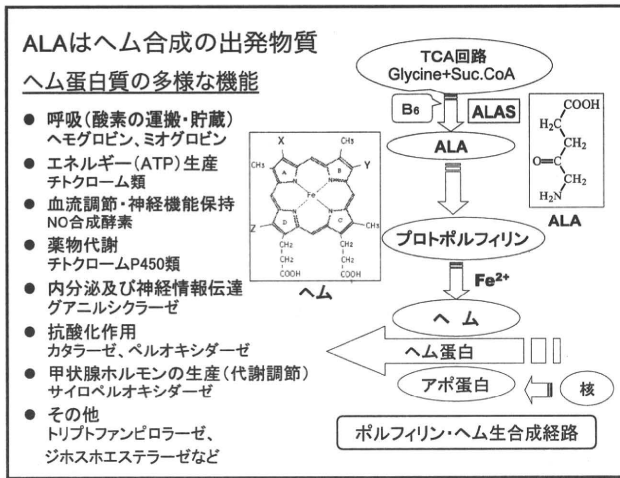 ALAはヘム合成の出発物質
ヘム蛋白質の多様な機能
● 呼吸(酸素の運搬・貯蔵)
ヘモグロビン、ミオグロビン
● エネルギー(ATP)生産
チトクローム類
● 血流調節・神経機能保持
NO合成酵素
● 薬物代謝
チトクロームP450類
● 内分泌及び神経情報伝達
グアニルシクラーゼ
● 抗酸化作用
カタラーゼ、ペルオキシダーゼ
● 甲状腺ホルモンの生産(代謝調節)
サイロペルオキシダーゼ
● その他
トリプトファンピロラーゼ、
ジホスホエステラーゼなど
X
CH₃
CH₃
Y
A
B
N
N
Fe
N
N
D
C
Z
CH₃
CH₂
CH₂
CH₂
CH₂
COOH
COOH
ヘム
TCA回路
Glycine+Suc.CoA
B₆
ALAS
ALA
COOH
H₂C
CH₂
O
CH₂
H₂N
ALA
プロトポルフィリン
Fe²⁺
ヘム
ヘム蛋白
アポ蛋白
核
ポルフィリン・ヘム生合成経路